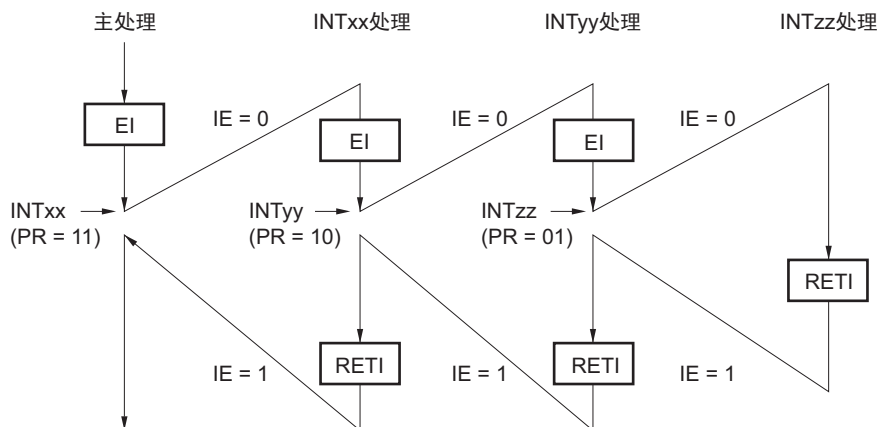 主处理
INTxx处理
INTyy处理
INTzz处理
EI
IE = 0
EI
IE = 0
EI
IE = 0
INTxx
(PR = 11)
INTyy
(PR = 10)
INTzz
(PR = 01)
RETI
IE = 1
RETI
IE = 1
RETI
IE = 1